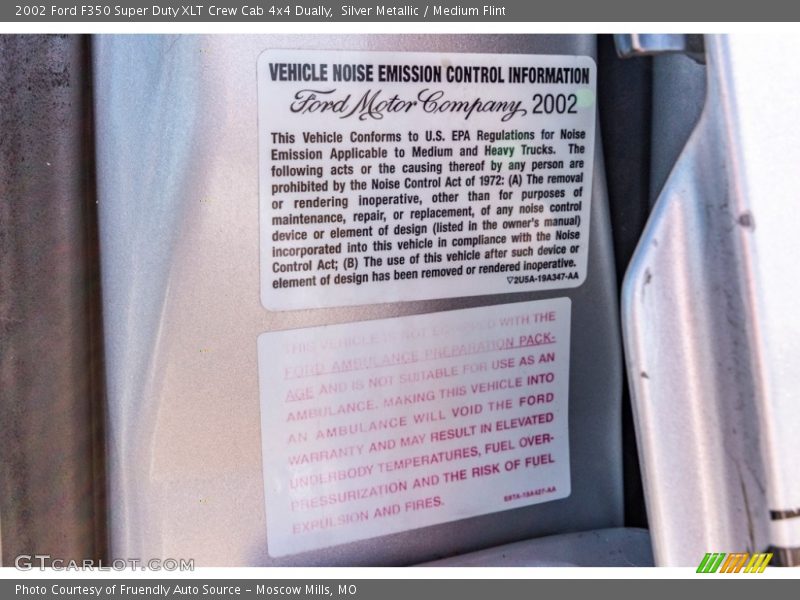 2002 Ford F350 Super Duty XLT Crew Cab 4x4 Dually,  Silver Metallic / Medium Flint
VEHICLE NOISE EMISSION CONTROL INFORMATION
Ford Motor Company 2002
This Vehicle Conforms to U.S. EPA Regulations for Noise
Emission Applicable to Medium and Heavy Trucks. The
following acts or the causing thereof by any person are
prohibited by the Noise Control Act of 1972: (A) The removal
or rendering inoperative, other than for purposes of
maintenance, repair, or replacement, of any noise control
device or element of design (listed in the owner's manual)
incorporated into this vehicle in compliance with the Noise
Control Act; (B) The use of this vehicle after such device or
element of design has been removed or rendered inoperative.
▽2U5A-19A347-AA
THIS VEHICLE IS NOT EQUIPPED WITH THE
FORD AMBULANCE PREPARATION PACK-
AGE AND IS NOT SUITABLE FOR USE AS AN
AMBULANCE. MAKING THIS VEHICLE INTO
AN AMBULANCE WILL VOID THE FORD
WARRANTY AND MAY RESULT IN ELEVATED
UNDERBODY TEMPERATURES, FUEL OVER-
PRESSURIZATION AND THE RISK OF FUEL
EXPULSION AND FIRES.
GTCARLOT.COM
Photo Courtesy of Fruendly Auto Source - Moscow Mills, MO